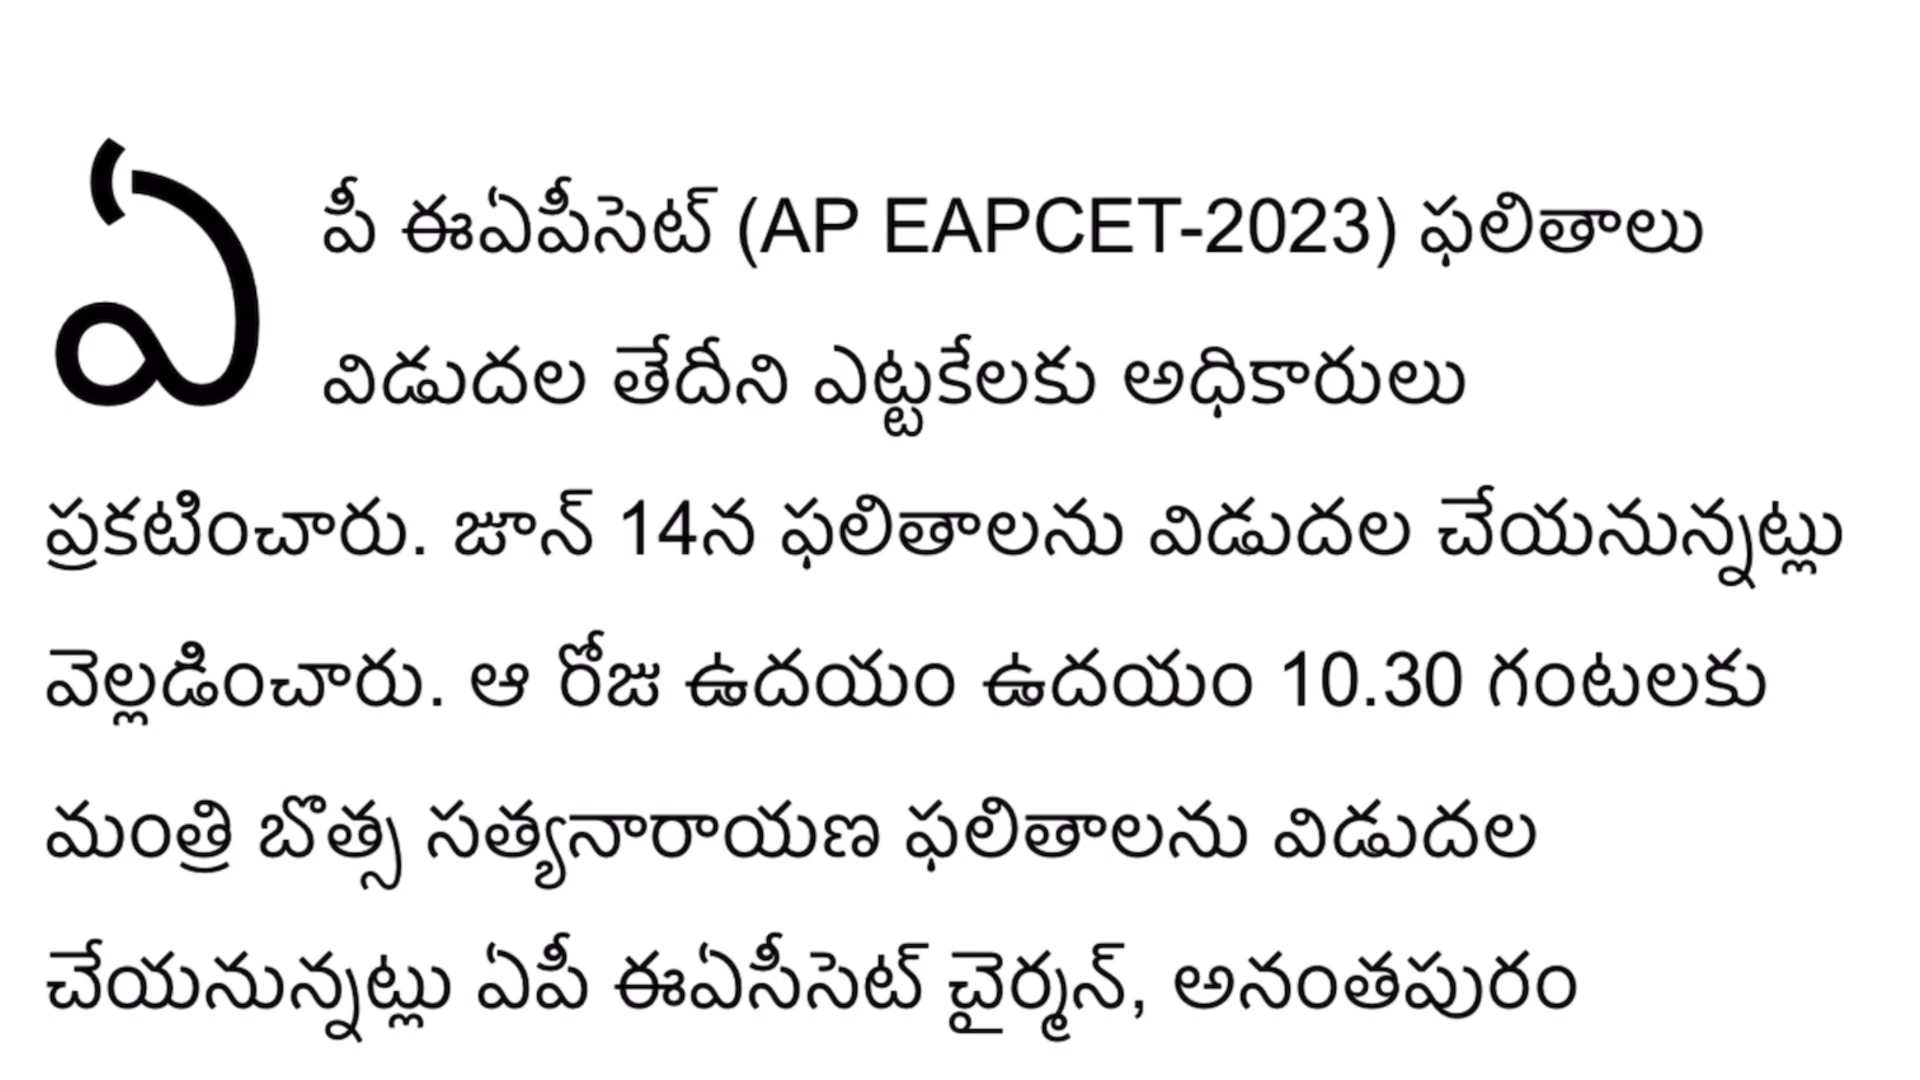 ఏపీ ఈఏపీసెట్ (AP EAPCET-2023) ఫలితాలు
విడుదల తేదీని ఎట్టకేలకు అధికారులు
ప్రకటించారు. జూన్ 14న ఫలితాలను విడుదల చేయనున్నట్లు
వెల్లడించారు. ఆ రోజు ఉదయం ఉదయం 10.30 గంటలకు
మంత్రి బొత్స సత్యనారాయణ ఫలితాలను విడుదల
చేయనున్నట్లు ఏపీ ఈఏసీసెట్ ఛైర్మన్, అనంతపురం